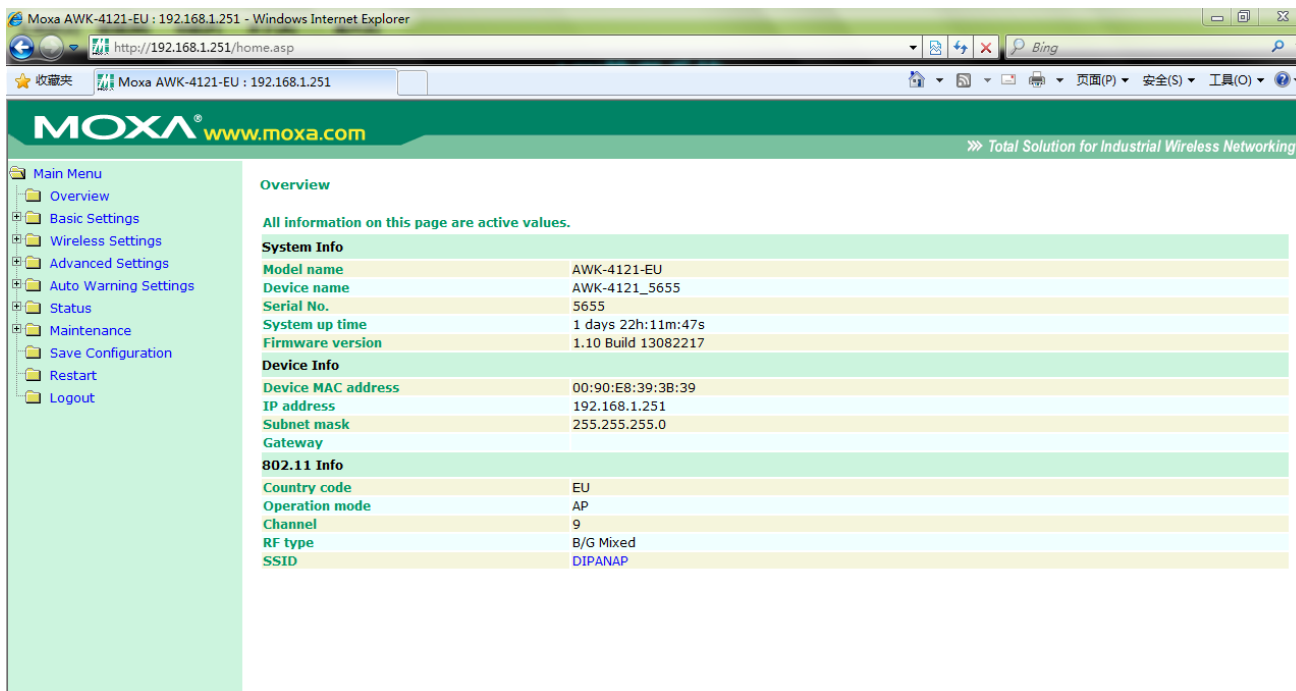 Moxa AWK-4121-EU : 192.168.1.251 - Windows Internet Explorer
http://192.168.1.251/home.asp
Bing
收藏夹
Moxa AWK-4121-EU : 192.168.1.251
页面(P)
安全(S)
工具(O)
MOXA® www.moxa.com
Total Solution for Industrial Wireless Networking
Main Menu
Overview
Basic Settings
Wireless Settings
Advanced Settings
Auto Warning Settings
Status
Maintenance
Save Configuration
Restart
Logout
Overview
All information on this page are active values.
System Info
Model name AWK-4121-EU
Device name AWK-4121_5655
Serial No. 5655
System up time 1 days 22h:11m:47s
Firmware version 1.10 Build 13082217
Device Info
Device MAC address 00:90:E8:39:3B:39
IP address 192.168.1.251
Subnet mask 255.255.255.0
Gateway
802.11 Info
Country code EU
Operation mode AP
Channel 9
RF type B/G Mixed
SSID DIPANAP